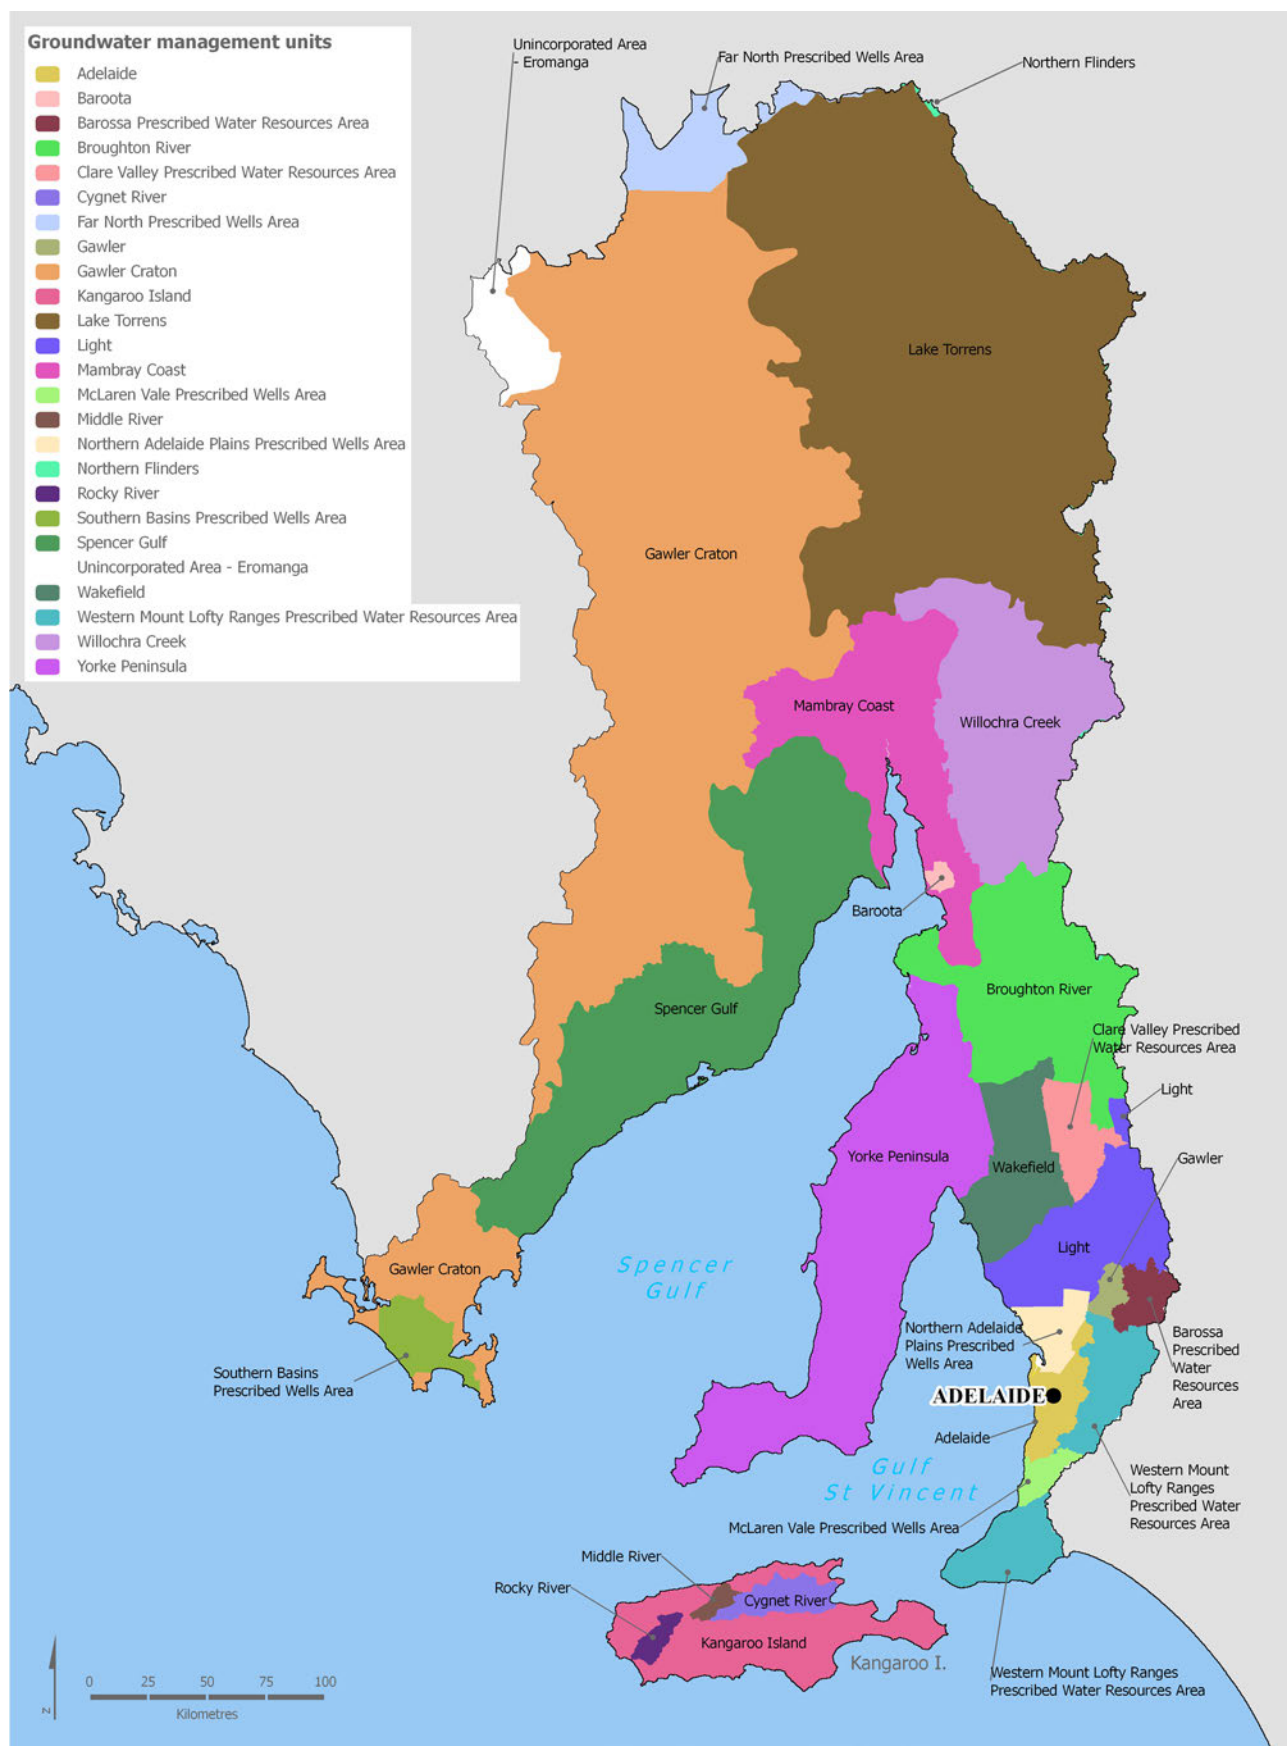 Groundwater management units
Adelaide
Baroota
Barossa Prescribed Water Resources Area
Broughton River
Clare Valley Prescribed Water Resources Area
Cygnet River
Far North Prescribed Wells Area
Gawler
Gawler Craton
Kangaroo Island
Lake Torrens
Light
Mambray Coast
McLaren Vale Prescribed Wells Area
Middle River
Northern Adelaide Plains Prescribed Wells Area
Northern Flinders
Rocky River
Southern Basins Prescribed Wells Area
Spencer Gulf
Unincorporated Area - Eromanga
Wakefield
Western Mount Lofty Ranges Prescribed Water Resources Area
Willochra Creek
Yorke Peninsula
Unincorporated Area
- Eromanga
Far North Prescribed Wells Area
Northern Flinders
Lake Torrens
Gawler Craton
Mambray Coast
Willochra Creek
Baroota
Broughton River
Spencer Gulf
Clare Valley Prescribed
Water Resources Area
Light
Yorke Peninsula
Wakefield
Gawler
Light
Gawler Craton
Spencer
Gulf
Northern Adelaide
Plains Prescribed
Wells Area
Barossa
Prescribed
Water
Resources
Area
Southern Basins
Prescribed Wells Area
ADELAIDE
Adelaide
Gulf
St Vincent
Western Mount
Lofty Ranges
Prescribed Water
Resources Area
McLaren Vale Prescribed Wells Area
Middle River
Rocky River
Cygnet River
Kangaroo Island
Kangaroo I.
Western Mount Lofty Ranges
Prescribed Water Resources Area
N
0 25 50 75 100
Kilometres